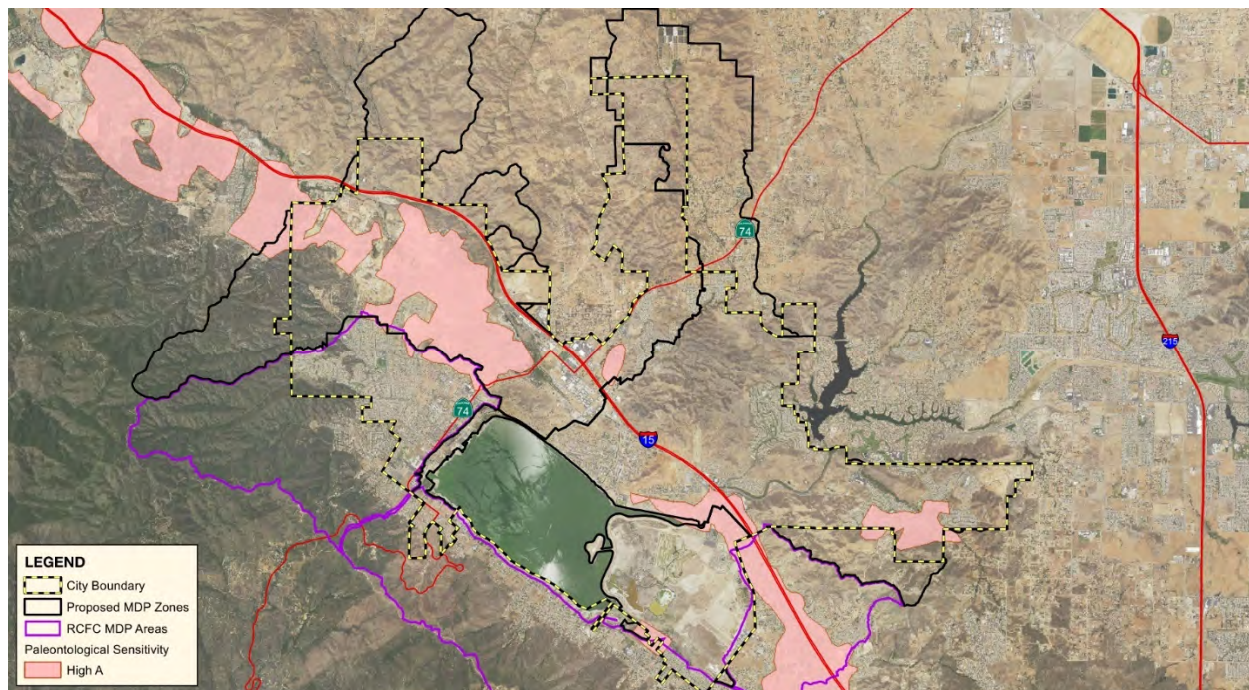 74
74
15
215
LEGEND
City Boundary
Proposed MDP Zones
RCFC MDP Areas
Paleontological Sensitivity
High A